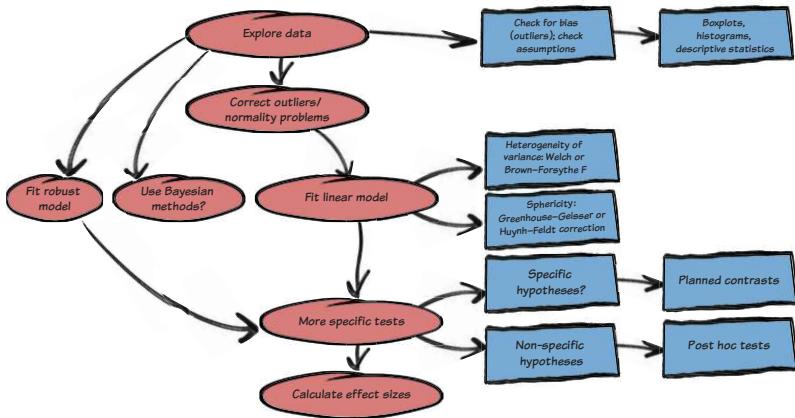 Explore data
Check for bias
(outliers); check
assumptions
Boxplots,
histograms,
descriptive statistics
Correct outliers/
normality problems
Heterogeneity of
variance: Welch or
Brown–Forsythe F
Fit robust
model
Use Bayesian
methods?
Fit linear model
Sphericity:
Greenhouse–Geisser or
Huynh–Feldt correction
Specific
hypotheses?
Planned contrasts
More specific tests
Non-specific
hypotheses
Post hoc tests
Calculate effect sizes